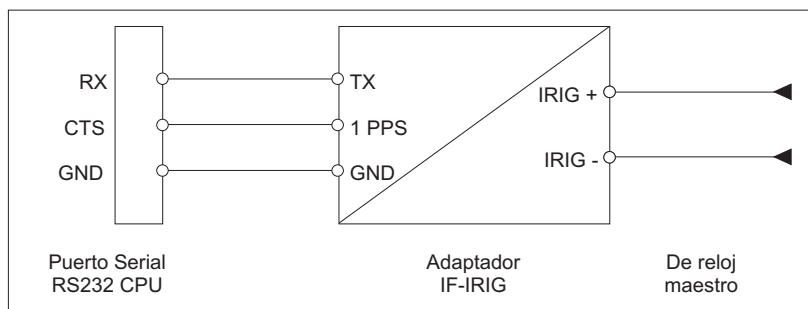 RX
TX
IRIG +
CTS
1 PPS
GND
GND
IRIG -
Puerto Serial
RS232 CPU
Adaptador
IF-IRIG
De reloj
maestro